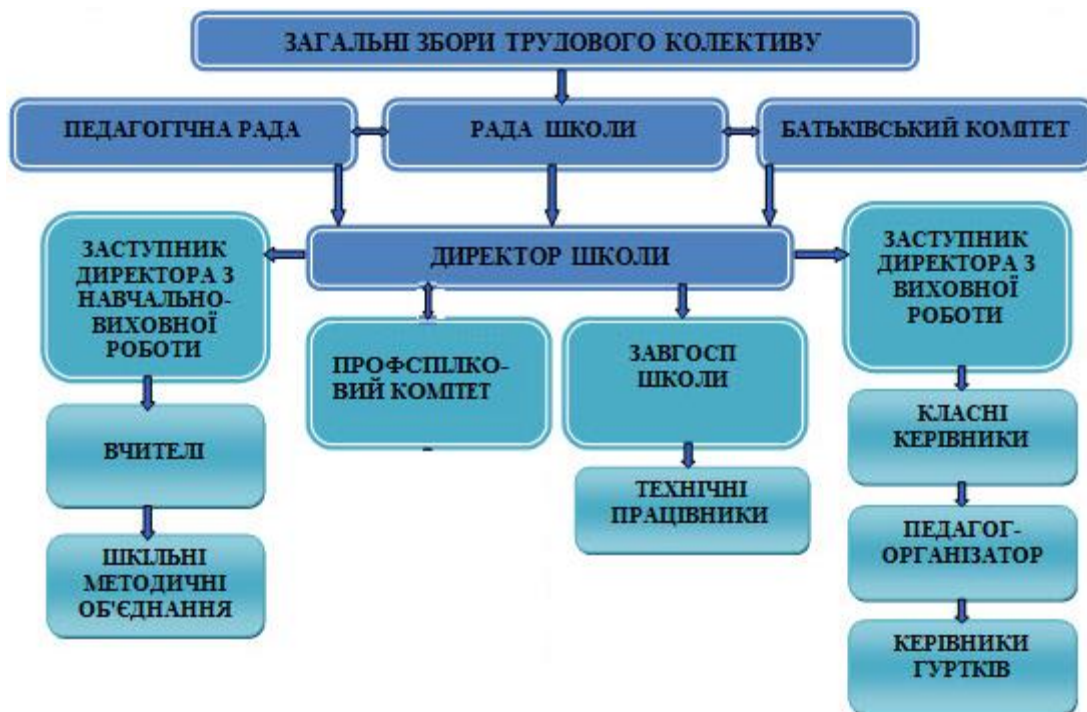 ЗАГАЛЬНІ ЗБОРИ ТРУДОВОГО КОЛЕКТИВУ
ПЕДАГОГІЧНА РАДА
РАДА ШКОЛИ
БАТЬКІВСЬКИЙ КОМІТЕТ
ДИРЕКТОР ШКОЛИ
ЗАСТУПНИК
ДИРЕКТОРА З
НАВЧАЛЬНО-
ВИХОВНОЇ
РОБОТИ
ПРОФСПІЛКО-
ВИЙ КОМІТЕТ
ЗАВГОСП
ШКОЛИ
ЗАСТУПНИК
ДИРЕКТОРА З
ВИХОВНОЇ
РОБОТИ
ВЧИТЕЛІ
ШКІЛЬНІ
МЕТОДИЧНІ
ОБ'ЄДНАННЯ
ТЕХНІЧНІ
ПРАЦІВНИКИ
КЛАСНІ
КЕРІВНИКИ
ПЕДАГОГ-
ОРГАНІЗАТОР
КЕРІВНИКИ
ГУРТКІВ